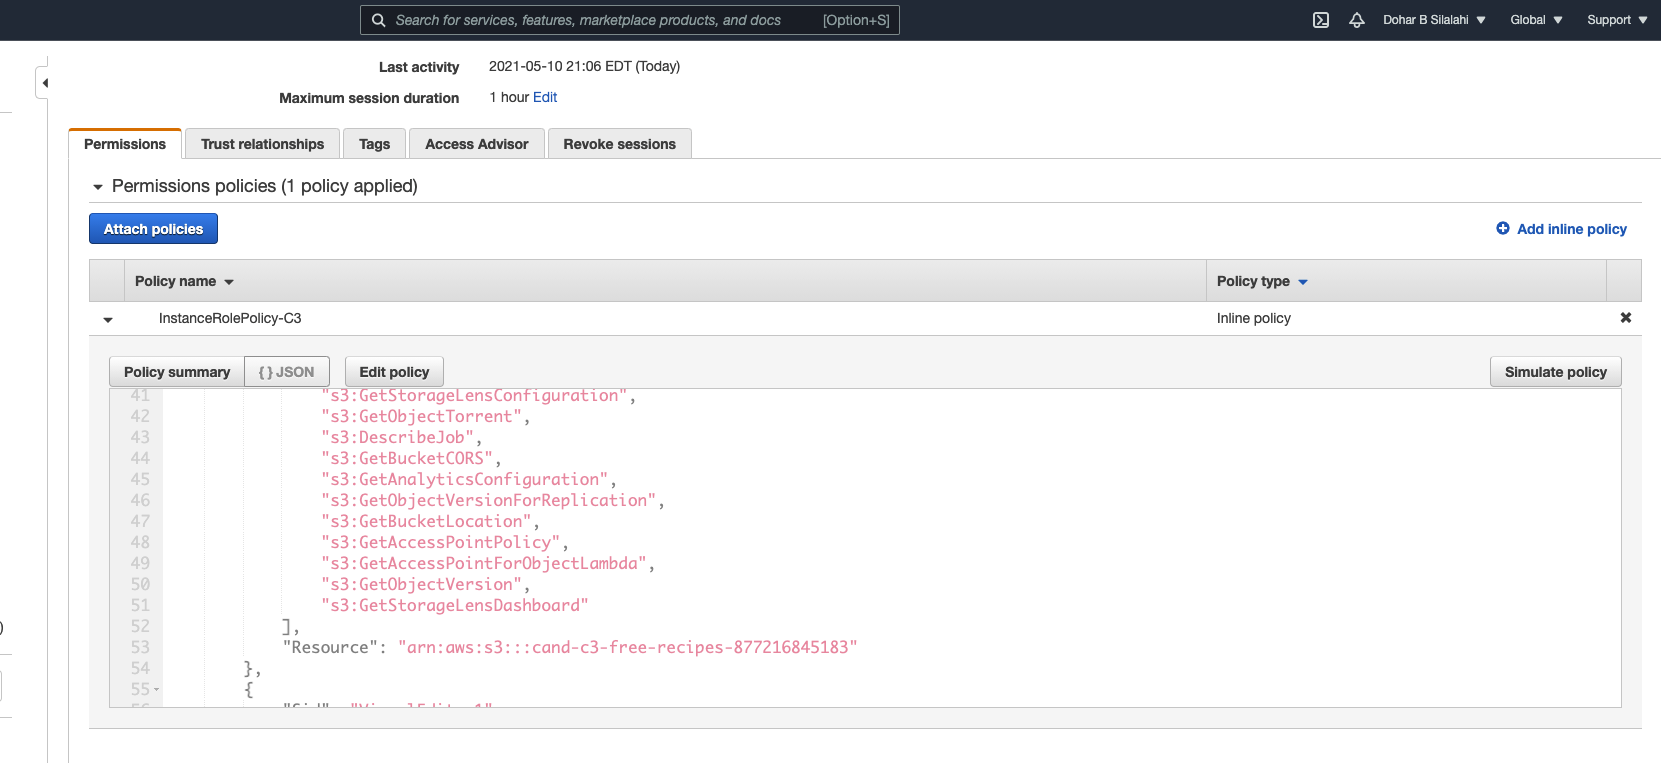 Search for services, features, marketplace products, and docs [Option+S] Dohar B Silalahi Global Support
Last activity 2021-05-10 21:06 EDT (Today)
Maximum session duration 1 hour Edit
Permissions Trust relationships Tags Access Advisor Revoke sessions
Permissions policies (1 policy applied)
Attach policies Add inline policy
Policy name Policy type
InstanceRolePolicy-C3 Inline policy
Policy summary { } JSON Edit policy Simulate policy
41 "s3:GetStorageLensConfiguration",
42 "s3:GetObjectTorrent",
43 "s3:DescribeJob",
44 "s3:GetBucketCORS",
45 "s3:GetAnalyticsConfiguration",
46 "s3:GetObjectVersionForReplication",
47 "s3:GetBucketLocation",
48 "s3:GetAccessPointPolicy",
49 "s3:GetAccessPointForObjectLambda",
50 "s3:GetObjectVersion",
51 "s3:GetStorageLensDashboard"
52 ],
53 "Resource": "arn:aws:s3:::cand-c3-free-recipes-877216845183"
54 },
55 {
)